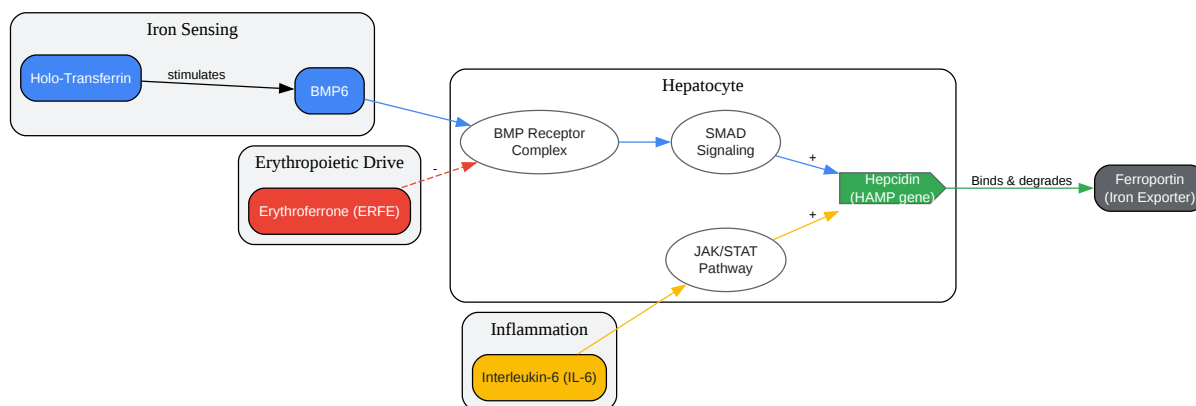 Iron Sensing
Holo-Transferrin
stimulates
BMP6
Erythropoietic Drive
-
Erythroferrone (ERFE)
Hepatocyte
BMP Receptor
Complex
SMAD
Signaling
+
Hepcidin
(HAMP gene)
+
JAK/STAT
Pathway
Binds & degrades
Ferroportin
(Iron Exporter)
Inflammation
Interleukin-6 (IL-6)